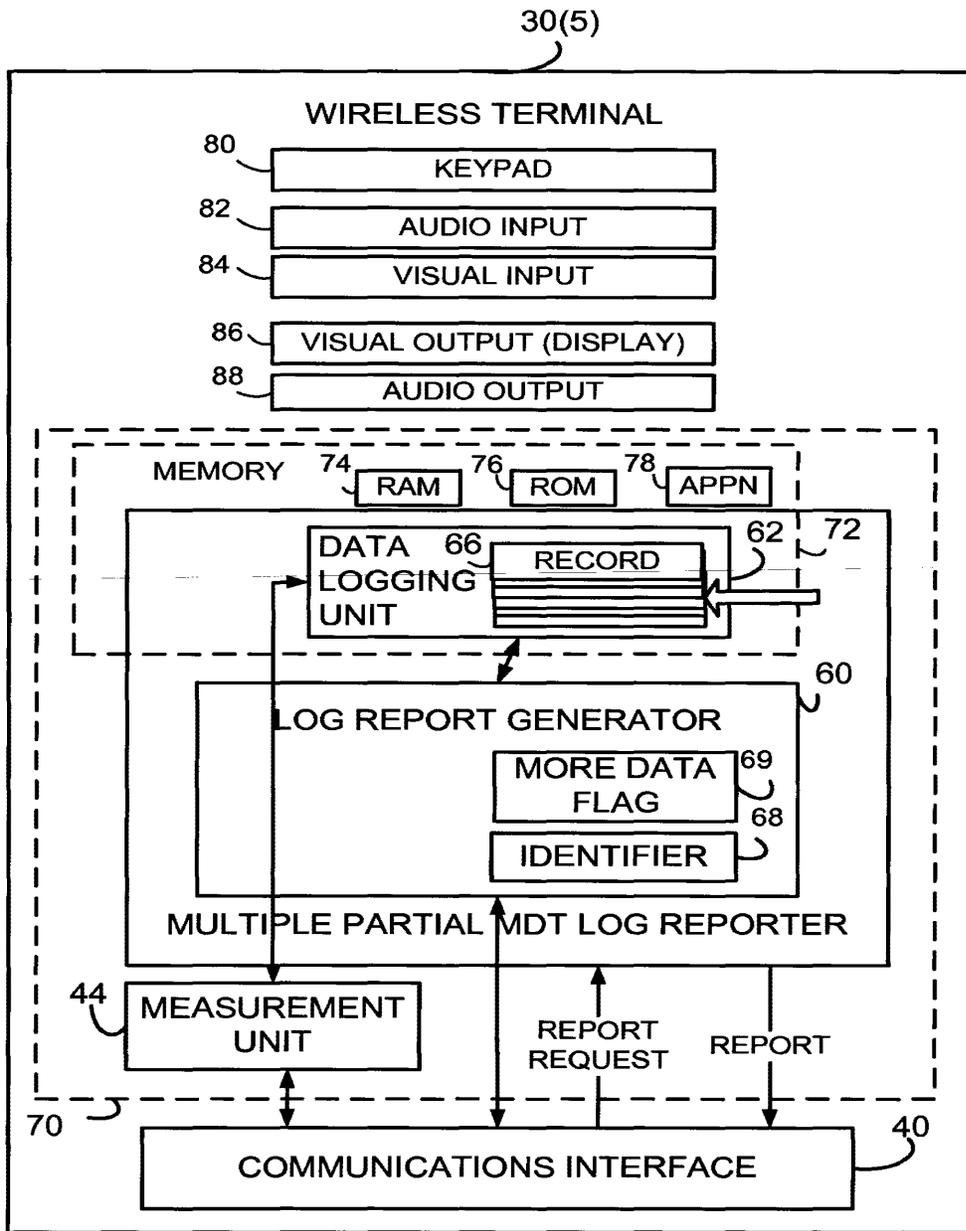 30(5)
WIRELESS TERMINAL
80
KEYPAD
82
AUDIO INPUT
84
VISUAL INPUT
86
VISUAL OUTPUT (DISPLAY)
88
AUDIO OUTPUT
MEMORY
74
RAM
76
ROM
78
APPN
DATA
LOGGING
UNIT
66
RECORD
62
72
60
LOG REPORT GENERATOR
MORE DATA
FLAG
69
68
IDENTIFIER
MULTIPLE PARTIAL MDT LOG REPORTER
44
MEASUREMENT
UNIT
REPORT
REQUEST
REPORT
70
40
COMMUNICATIONS INTERFACE